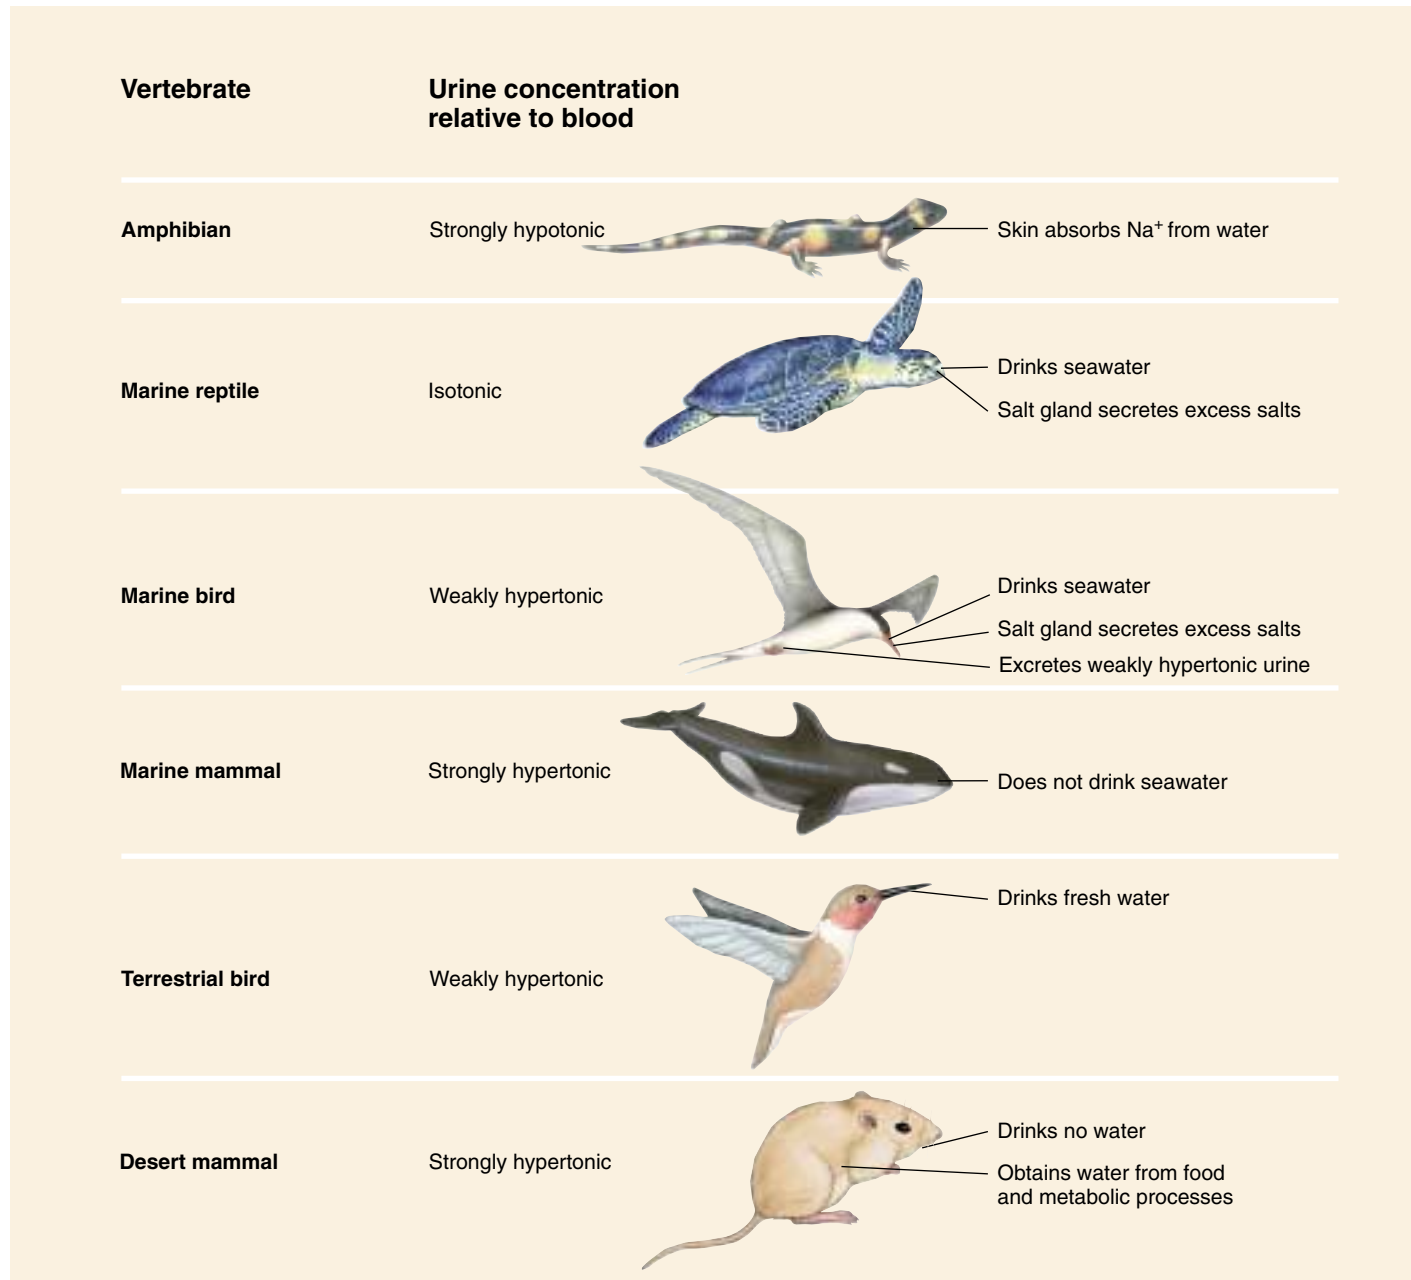 Vertebrate
Urine concentration
relative to blood
Amphibian
Strongly hypotonic
Skin absorbs Na⁺ from water
Marine reptile
Isotonic
Drinks seawater
Salt gland secretes excess salts
Marine bird
Weakly hypertonic
Drinks seawater
Salt gland secretes excess salts
Excretes weakly hypertonic urine
Marine mammal
Strongly hypertonic
Does not drink seawater
Terrestrial bird
Weakly hypertonic
Drinks fresh water
Desert mammal
Strongly hypertonic
Drinks no water
Obtains water from food
and metabolic processes